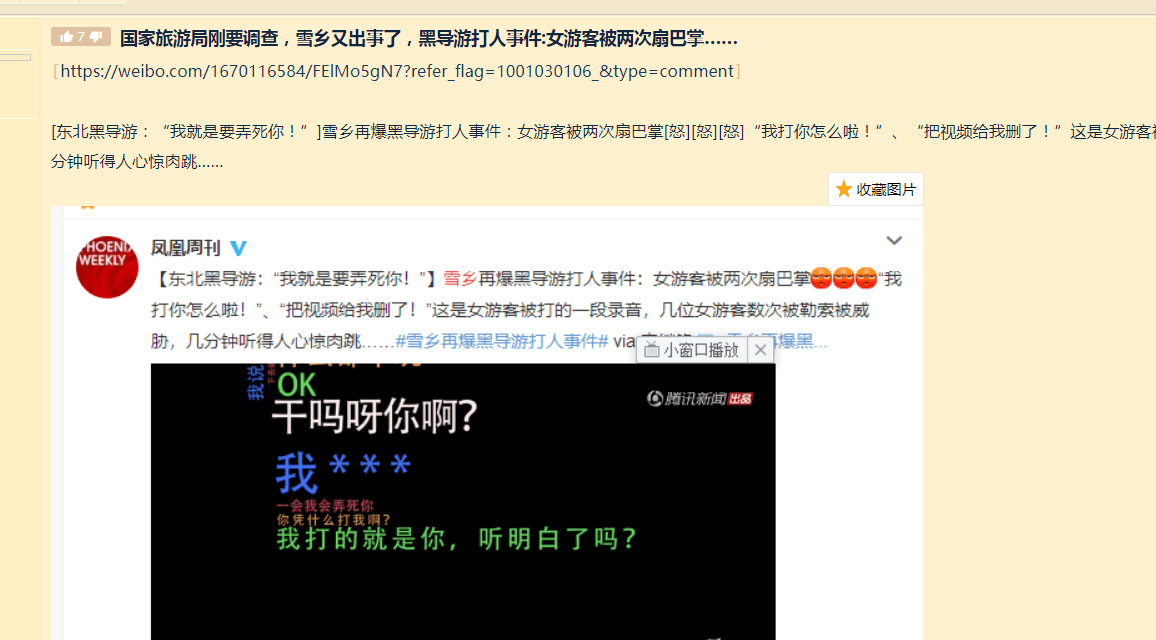 7 国家旅游局刚要调查，雪乡又出事了，黑导游打人事件:女游客被两次扇巴掌……
[https://weibo.com/1670116584/FElMo5gN7?refer_flag=1001030106_&type=comment]
[东北黑导游：“我就是要弄死你！”]雪乡再爆黑导游打人事件：女游客被两次扇巴掌[怒][怒][怒]“我打你怎么啦！”、“把视频给我删了！”这是女游客
分钟听得人心惊肉跳……
收藏图片
PHOENIX
WEEKLY
凤凰周刊
【东北黑导游：“我就是要弄死你！”】雪乡再爆黑导游打人事件：女游客被两次扇巴掌“我
打你怎么啦！”、“把视频给我删了！”这是女游客被打的一段录音，几位女游客数次被勒索被威
胁，几分钟听得人心惊肉跳……#雪乡再爆黑导游打人事件# via
雪乡再爆黑...
小窗口播放
我说
OK
干吗呀你啊？
我***
一会我会弄死你
你凭什么打我啊？
我打的就是你，听明白了吗？
腾讯新闻 出品